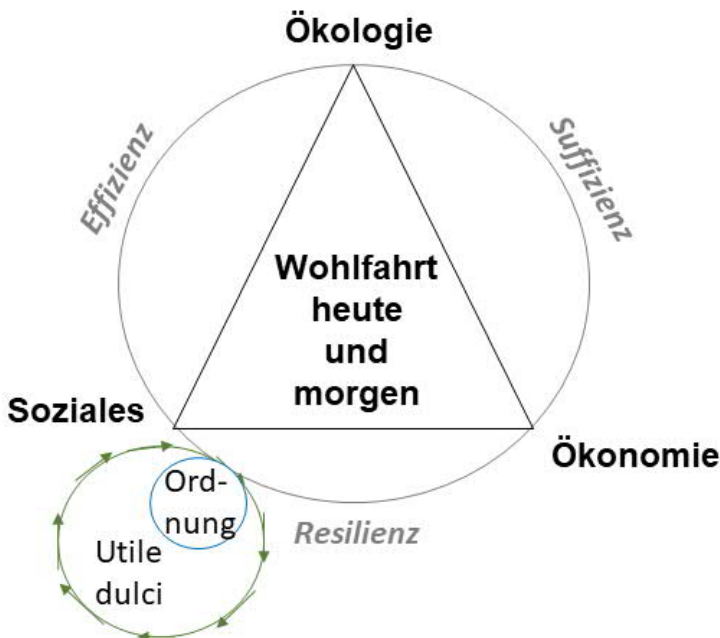 Ökologie
Effizienz
Suffizienz
Wohlfahrt
heute
und
morgen
Soziales
Ökonomie
Ord-
nung
Resilienz
Utile
dulci